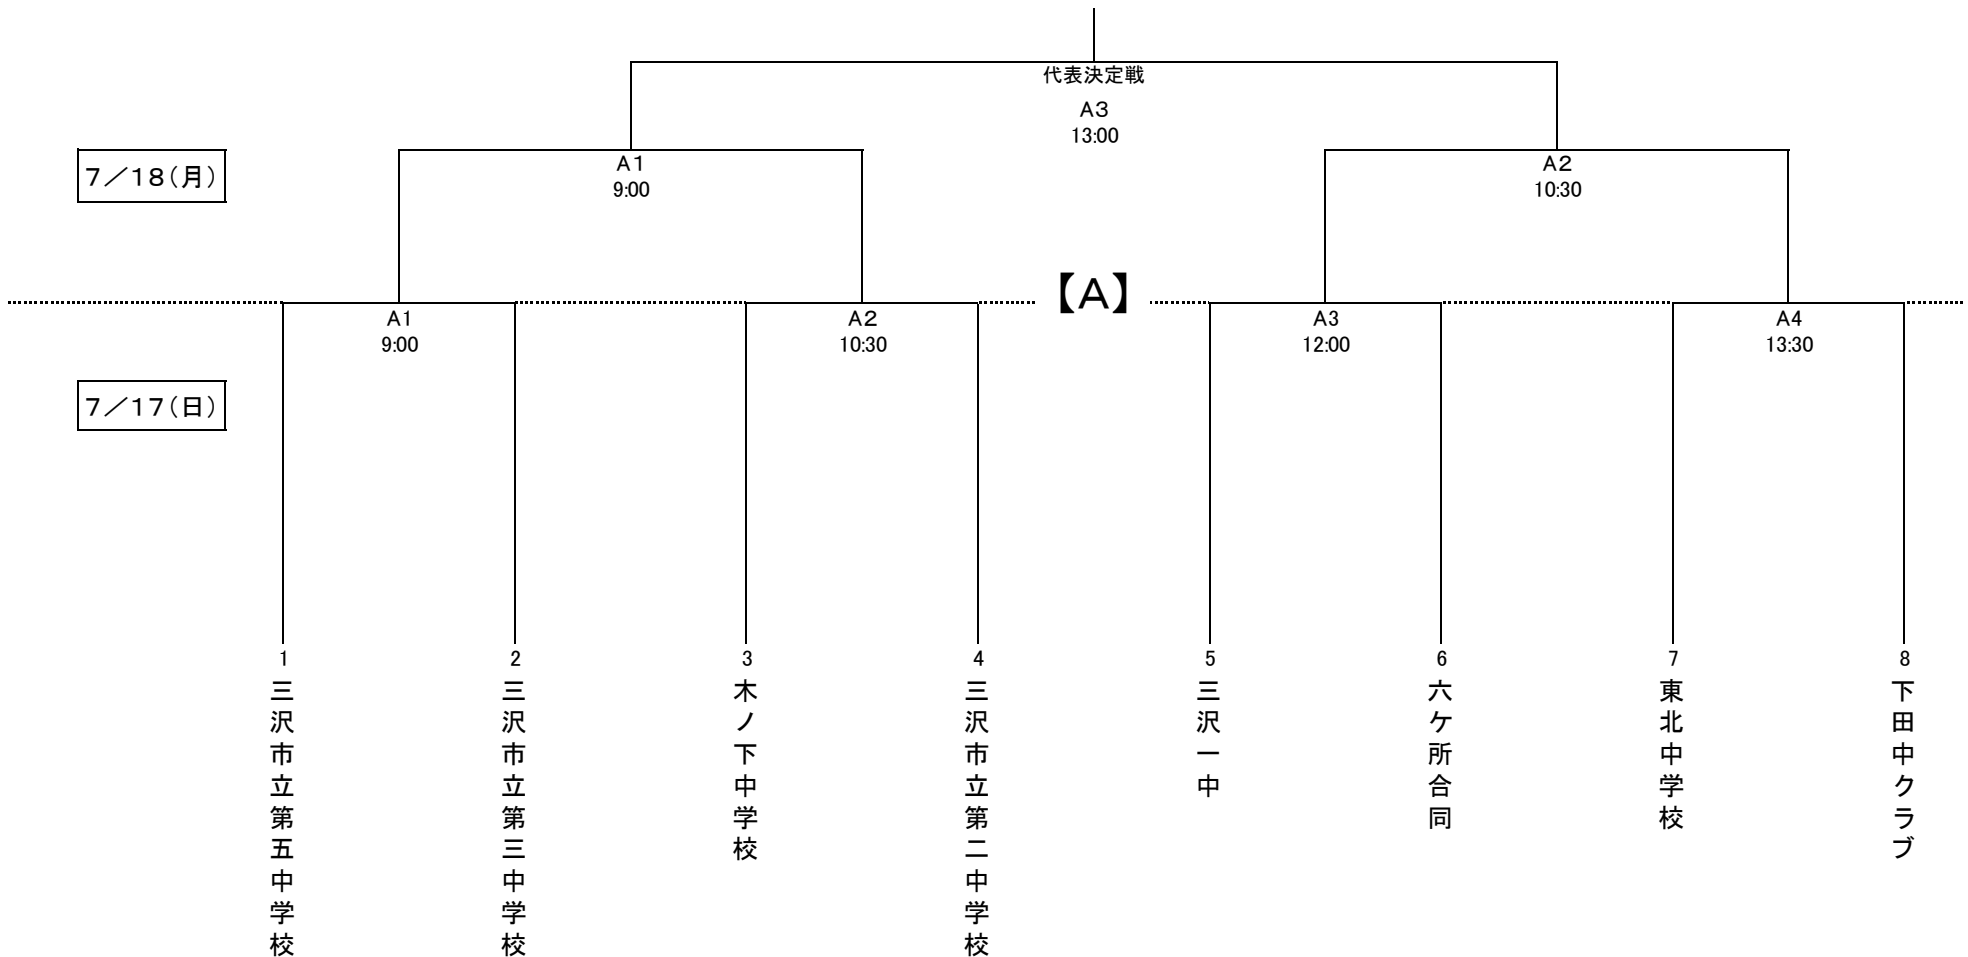 代表決定戦
A3
13:00
7/18(月)
A1
9:00
A2
10:30
【A】
A1
9:00
A2
10:30
A3
12:00
A4
13:30
7/17(日)
1
三沢市立第五中学校
2
三沢市立第三中学校
3
木ノ下中学校
4
三沢市立第二中学校
5
三沢一中
6
六ケ所合同
7
東北中学校
8
下田中クラブ